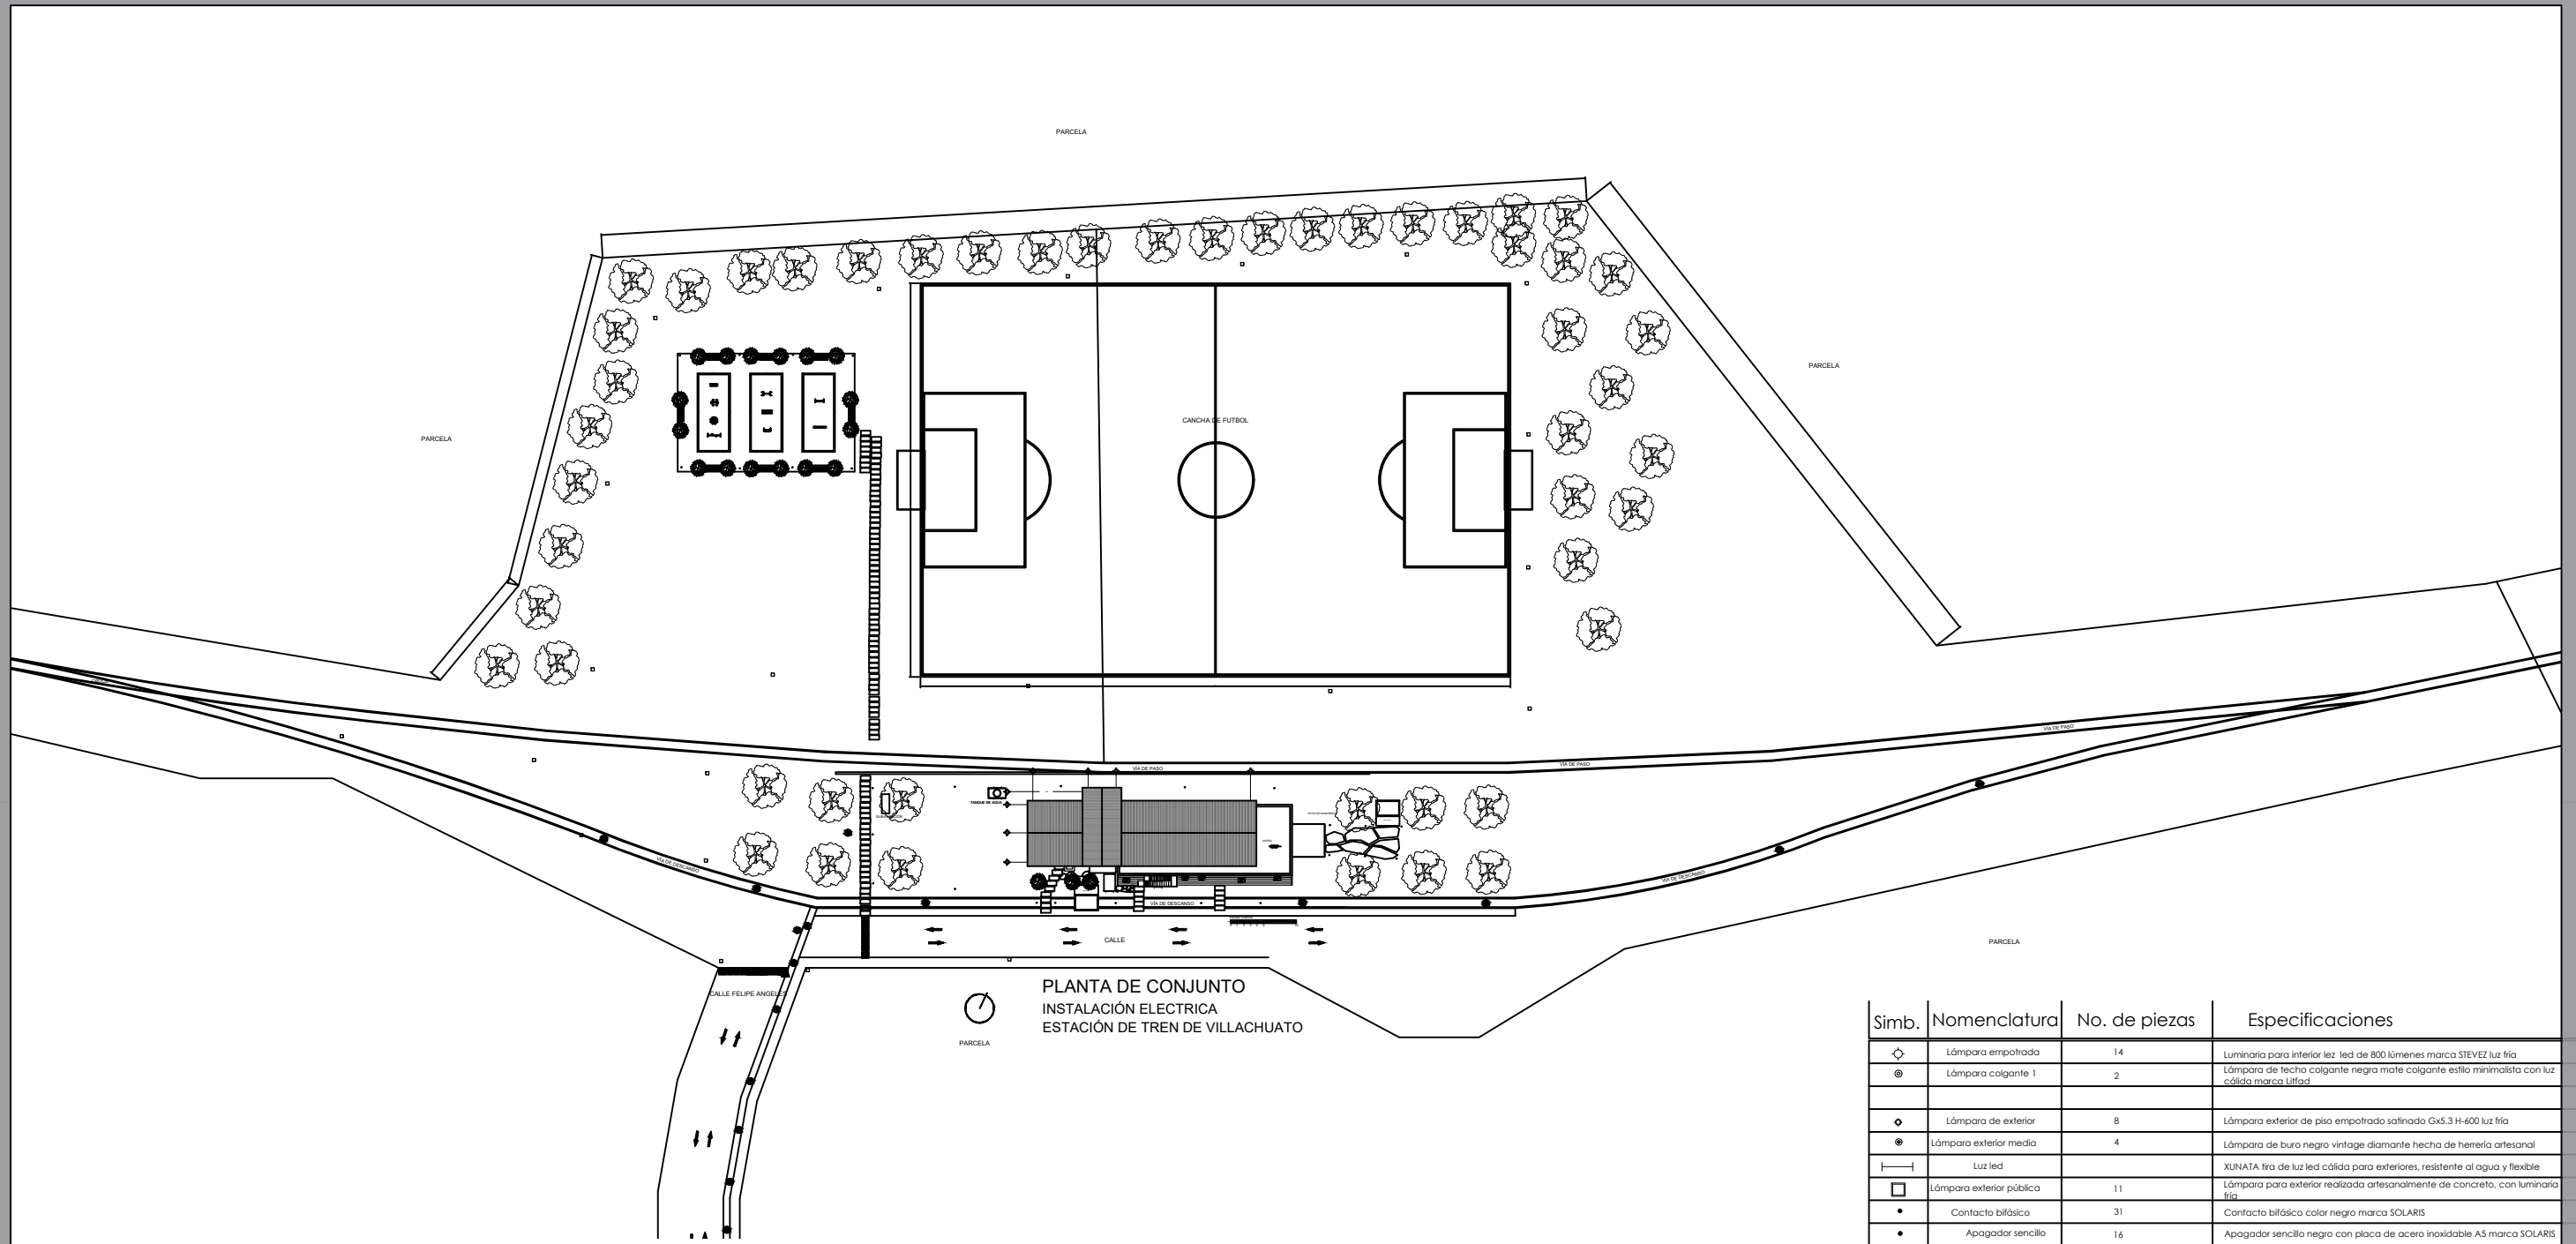 PARCELA
PARCELA
CANCHA DE FUTBOL
PARCELA
VÍA DE PASO
VÍA DE PASO
VÍA DE PASO
TANQUE DE AGUA
VÍA DE DESCANSO
VÍA DE DESCANSO
VÍA DE DESCANSO
CALLE
PARCELA
CALLE FELIPE ANGELES
PLANTA DE CONJUNTO
INSTALACIÓN ELECTRICA
ESTACIÓN DE TREN DE VILLACHUATO
PARCELA
Simb. Nomenclatura No. de piezas Especificaciones
Lámpara empotrada 14 Luminaria para interior lez led de 800 lúmenes marca STEVEZ luz fría
Lámpara colgante 1 2 Lámpara de techo colgante negra mate colgante estilo minimalista con luz
cálida marca Litfad
Lámpara de exterior 8 Lámpara exterior de piso empotrado satinado Gx5.3 H-600 luz fría
Lámpara exterior media 4 Lámpara de buro negro vintage diamante hecha de herrería artesanal
Luz led XUNATA tira de luz led cálida para exteriores, resistente al agua y flexible
Lámpara exterior pública 11 Lámpara para exterior realizada artesanalmente de concreto, con luminaria
fría
Contacto bifásico 31 Contacto bifásico color negro marca SOLARIS
Apagador sencillo 16 Apagador sencillo negro con placa de acero inoxidable A5 marca SOLARIS